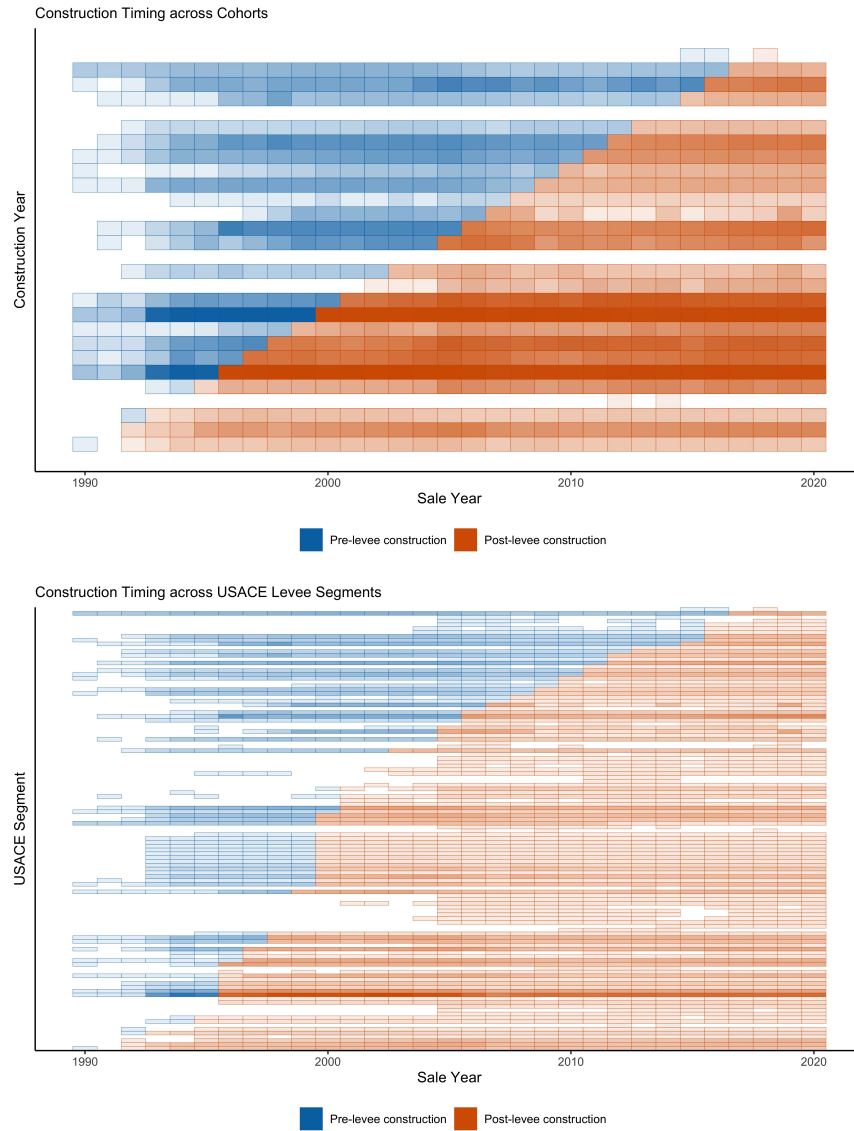 Construction Timing across Cohorts
Construction Year
1990 2000 2010 2020
Sale Year
Pre-levee construction Post-levee construction
Construction Timing across USACE Levee Segments
USACE Segment
1990 2000 2010 2020
Sale Year
Pre-levee construction Post-levee construction